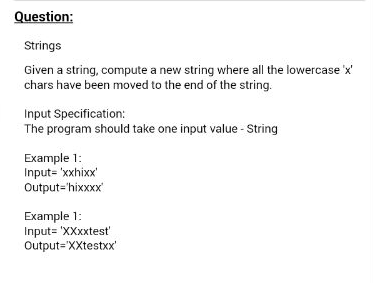 Question:
Strings
Given a string, compute a new string where all the lowercase 'x'
chars have been moved to the end of the string.
Input Specification:
The program should take one input value - String
Example 1:
Input= 'xxhixx'
Output='hixxxx'
Example 1:
Input= 'XXxxtest'
Output='XXtestxx'